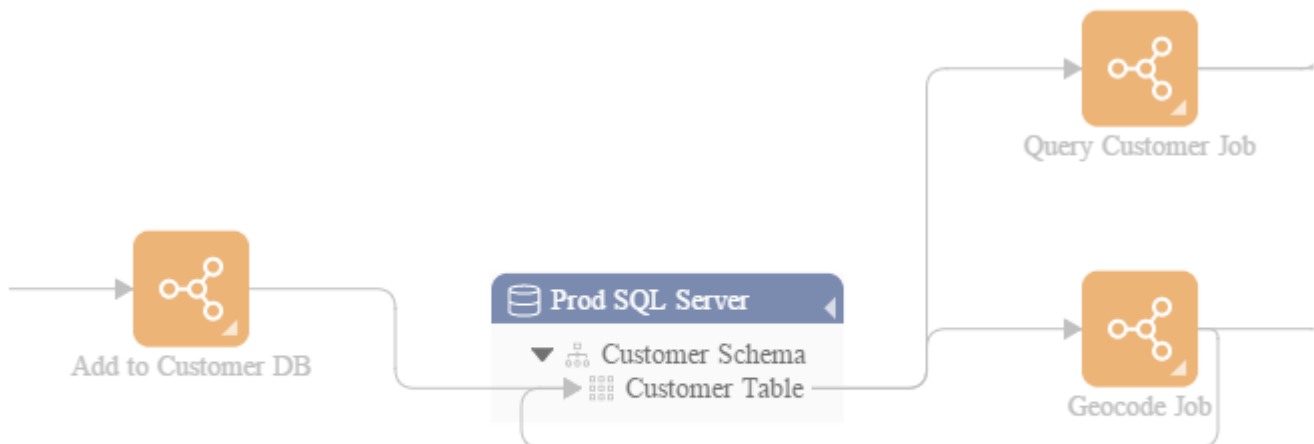 Query Customer Job
Add to Customer DB
Prod SQL Server
Customer Schema
Customer Table
Geocode Job